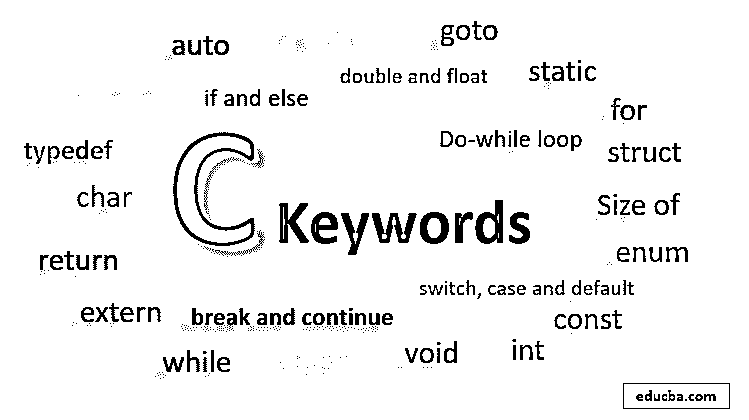 goto
auto
double and float
static
if and else
for
Do-while loop
typedef
struct
char
C Keywords
Size of
enum
return
switch, case and default
extern
break and continue
const
void
int
while
educba.com